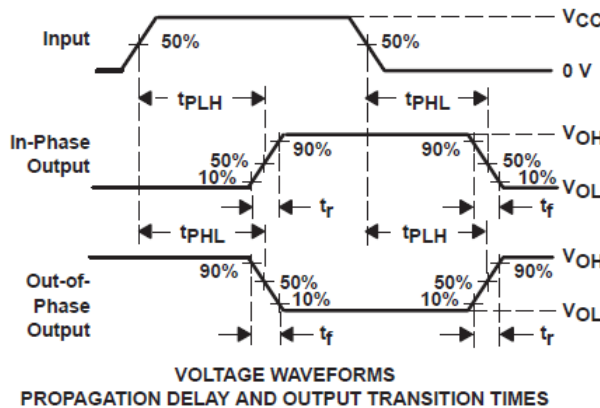 VCC
Input
50%
50%
0 V
tPLH
tPHL
In-Phase
Output
VOH
90%
90%
50%
50%
10%
10%
VOL
tr
tf
tPHL
tPLH
VOH
90%
90%
Out-of-
Phase
Output
50%
50%
10%
10%
VOL
tf
tr
VOLTAGE WAVEFORMS
PROPAGATION DELAY AND OUTPUT TRANSITION TIMES